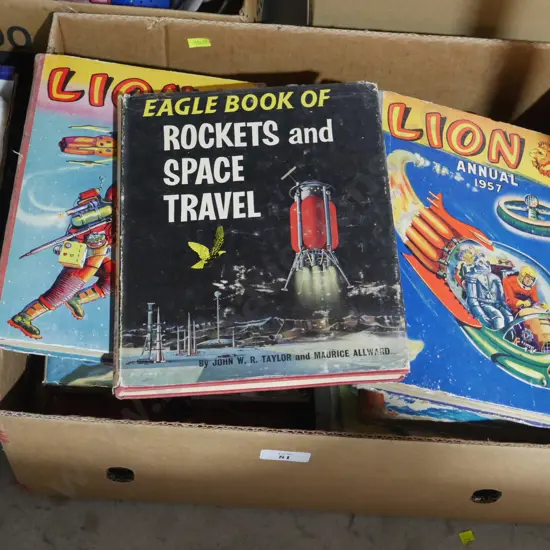 LION
EAGLE BOOK OF
ROCKETS and
SPACE
TRAVEL
By JOHN W. R. TAYLOR and MAURICE ALLWARD
LION
ANNUAL
1957